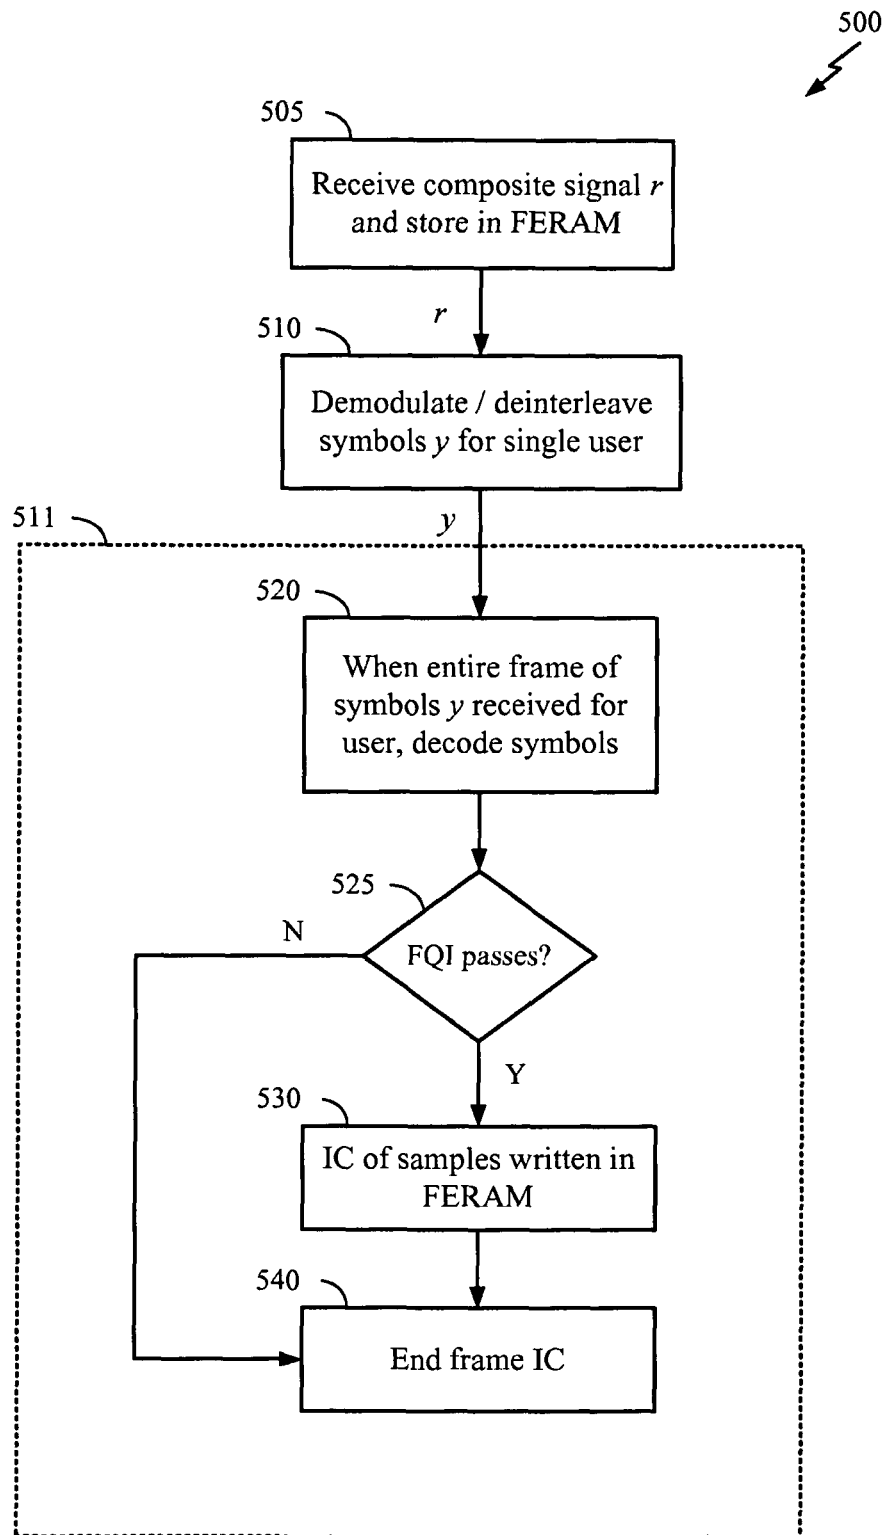 500
505
Receive composite signal r
and store in FERAM
r
510
Demodulate / deinterleave
symbols y for single user
511
y
520
When entire frame of
symbols y received for
user, decode symbols
525
N
FQI passes?
Y
530
IC of samples written in
FERAM
540
End frame IC